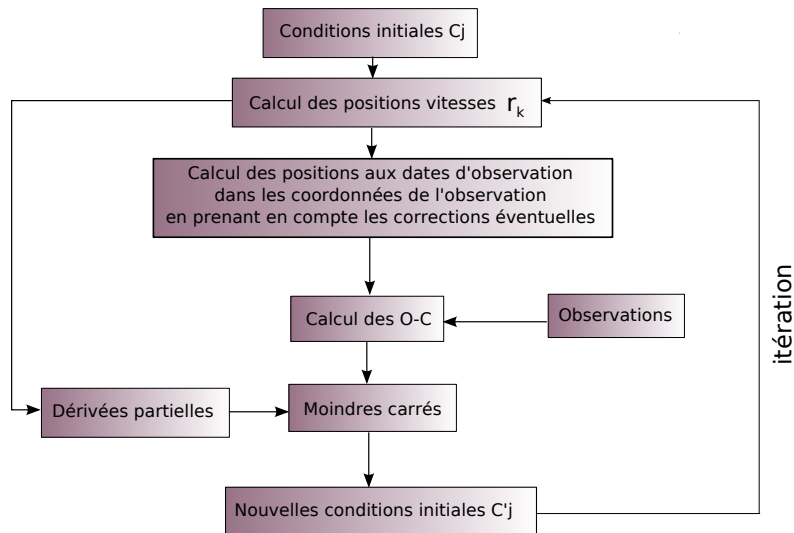 Conditions initiales Cj
Calcul des positions vitesses r_k
Calcul des positions aux dates d'observation
dans les coordonnées de l'observation
en prenant en compte les corrections éventuelles
Calcul des O-C
Observations
Dérivées partielles
Moindres carrés
Nouvelles conditions initiales C'j
itération